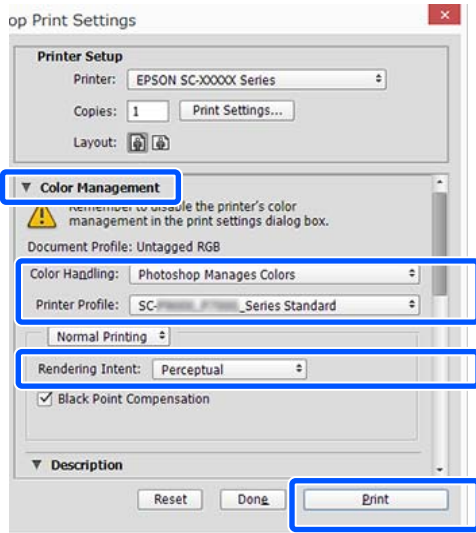 op Print Settings
Printer Setup
Printer: EPSON SC-XXXXX Series
Copies: 1 Print Settings...
Layout:
Color Management
Remember to disable the printer's color
management in the print settings dialog box.
Document Profile: Untagged RGB
Color Handling: Photoshop Manages Colors
Printer Profile: SC- _Series Standard
Normal Printing
Rendering Intent: Perceptual
Black Point Compensation
Description
Reset Done Print